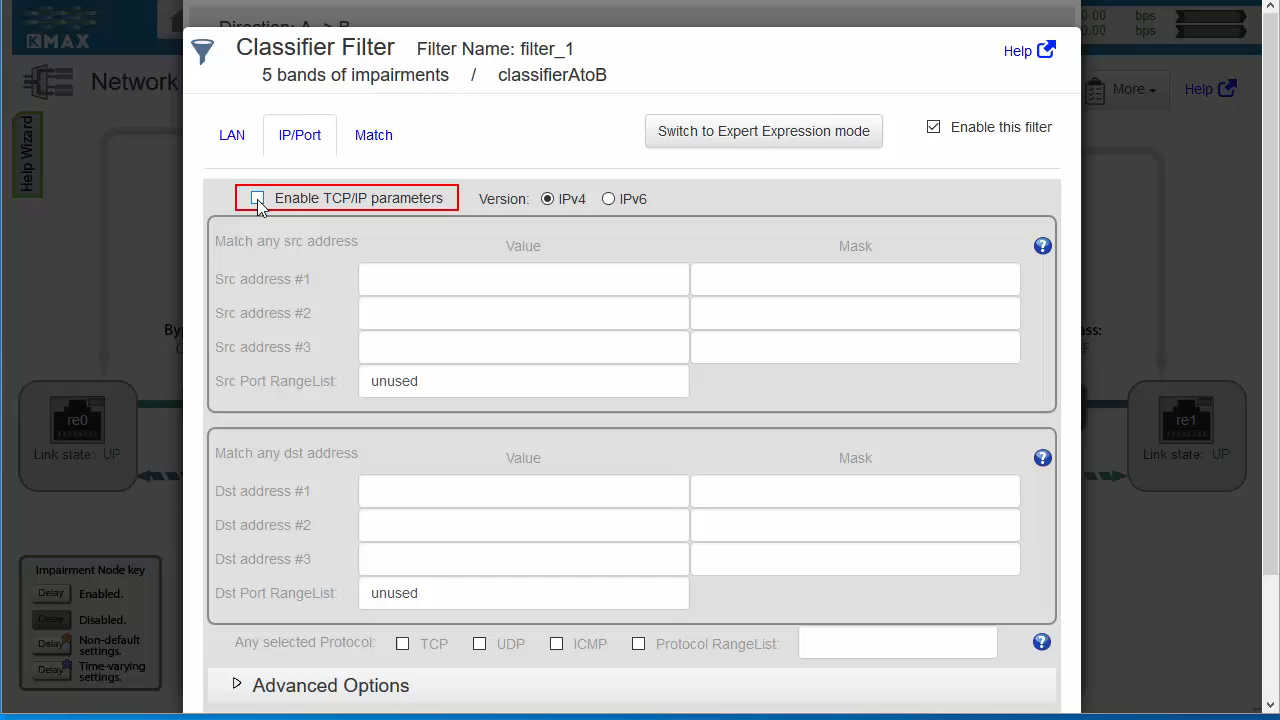 Direction: A -> B
KMAX
0.00 bps
0.00 bps
Classifier Filter
Filter Name: filter_1
Help
5 bands of impairments / classifierAtoB
Network
More
Help
Help Wizard
LAN
IP/Port
Match
Switch to Expert Expression mode
Enable this filter
Enable TCP/IP parameters
Version:
IPv4
IPv6
Match any src address
Value
Mask
Src address #1
Src address #2
Src address #3
Src Port RangeList:
unused
re0
Link state: UP
re1
Link state: UP
Match any dst address
Value
Mask
Dst address #1
Dst address #2
Dst address #3
Dst Port RangeList:
unused
Any selected Protocol:
TCP
UDP
ICMP
Protocol RangeList:
Advanced Options
Impairment Node key
Delay Enabled.
Delay Disabled.
Delay Non-default settings.
Delay Time-varying settings.